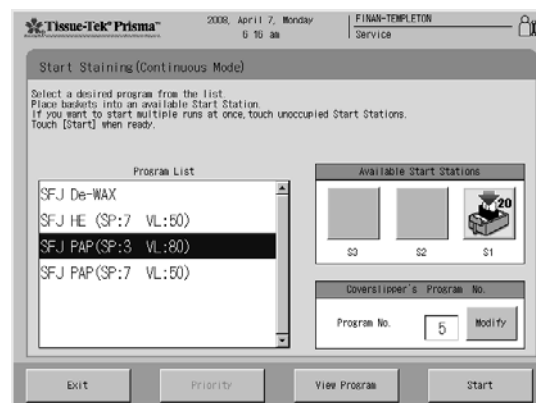 Tissue-Tek® Prisma™
2008, April 7, Monday
6 16 am
FINAN-TEMPLETON
Service
Start Staining(Continuous Mode)
Select a desired program from the list.
Place baskets into an available Start Station.
If you want to start multiple runs at once, touch unoccupied Start Stations.
Touch [Start] when ready.
Program List
SFJ De-WAX
SFJ HE (SP:7 VL:50)
SFJ PAP(SP:3 VL:80)
SFJ PAP(SP:7 VL:50)
Available Start Stations
20
S3 S2 S1
Coverslipper's Program No.
Program No. 5 Modify
Exit Priority View Program Start